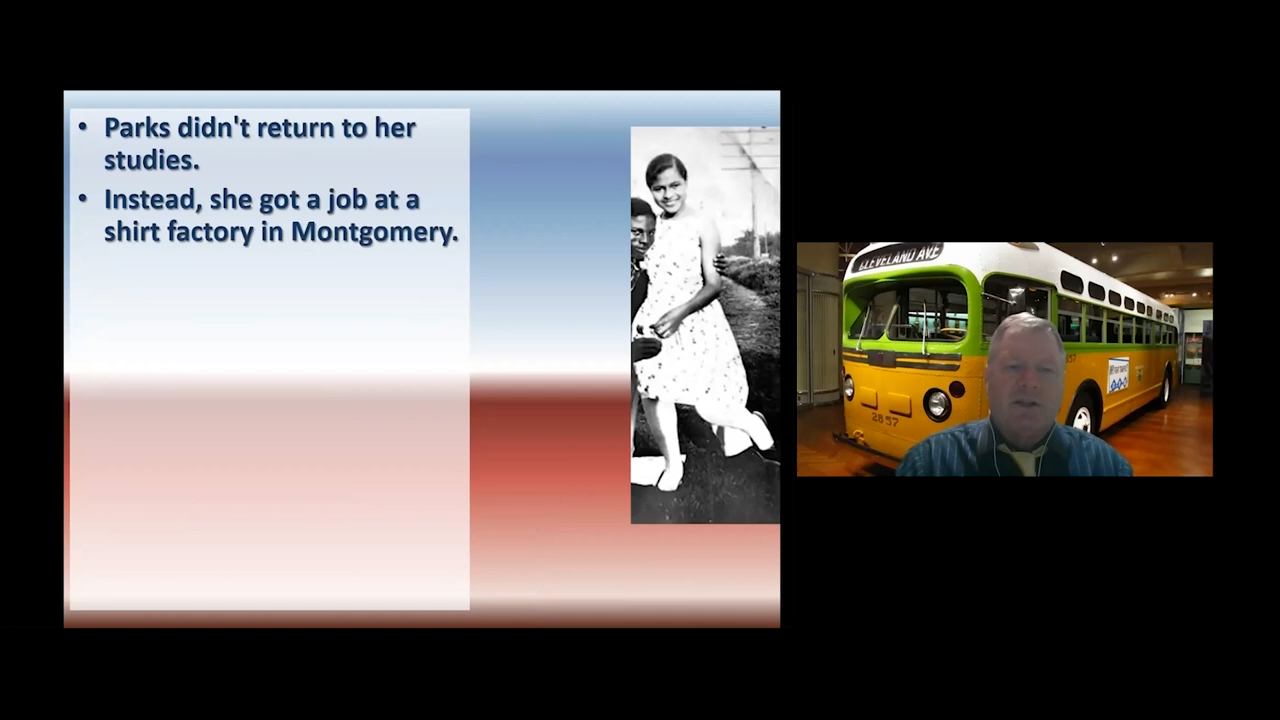 • Parks didn't return to her
studies.
• Instead, she got a job at a
shirt factory in Montgomery.
CLEVELAND AVE
2857